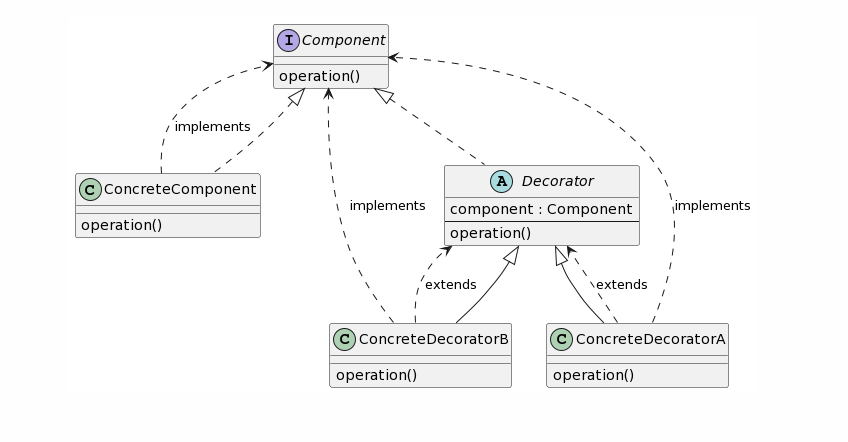 I Component
operation()
implements
C ConcreteComponent
operation()
A Decorator
component : Component
operation()
implements
implements
extends
extends
C ConcreteDecoratorB
operation()
C ConcreteDecoratorA
operation()